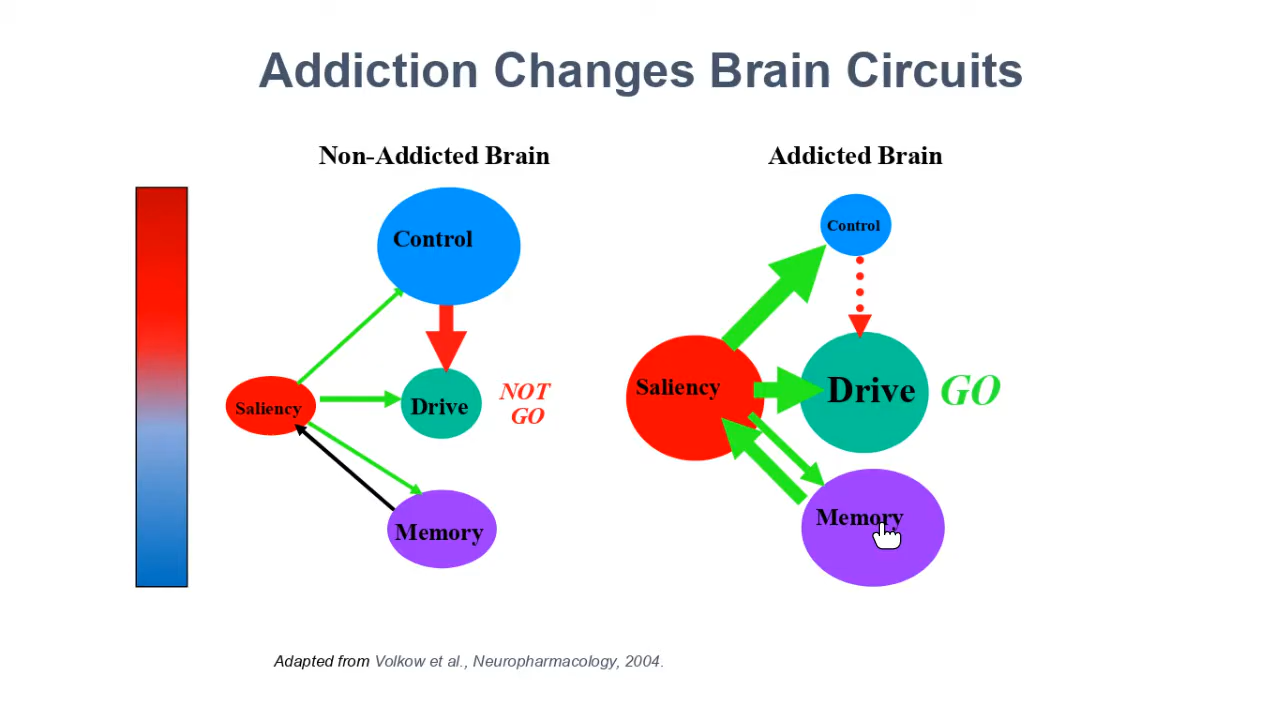 Addiction Changes Brain Circuits
Non-Addicted Brain
Control
Saliency
Drive
NOT
GO
Memory
Addicted Brain
Control
Saliency
Drive
GO
Memory
Adapted from Volkow et al., Neuropharmacology, 2004.